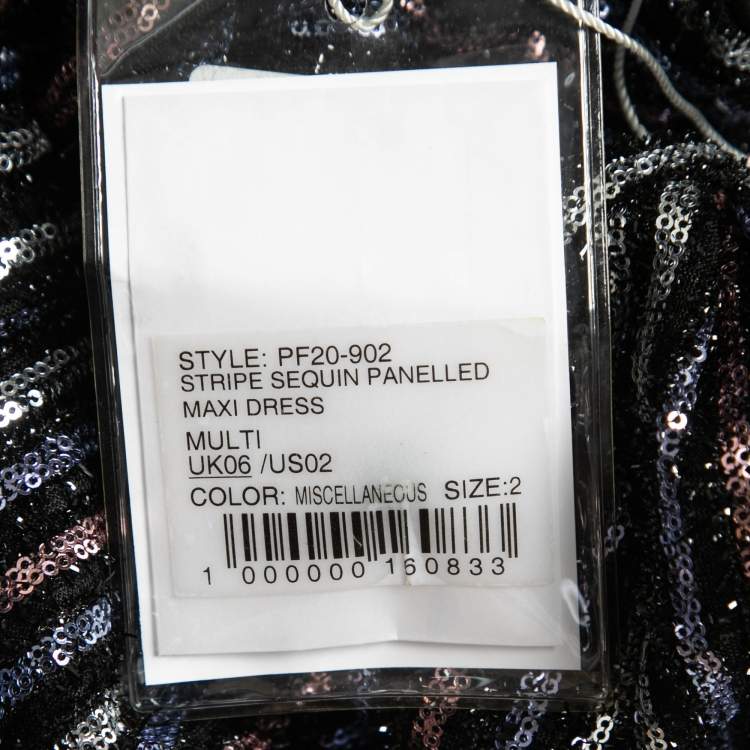 STYLE: PF20-902
STRIPE SEQUIN PANELLED
MAXI DRESS
MULTI
UK06 /US02
COLOR: MISCELLANEOUS SIZE:2
1 000000 160833